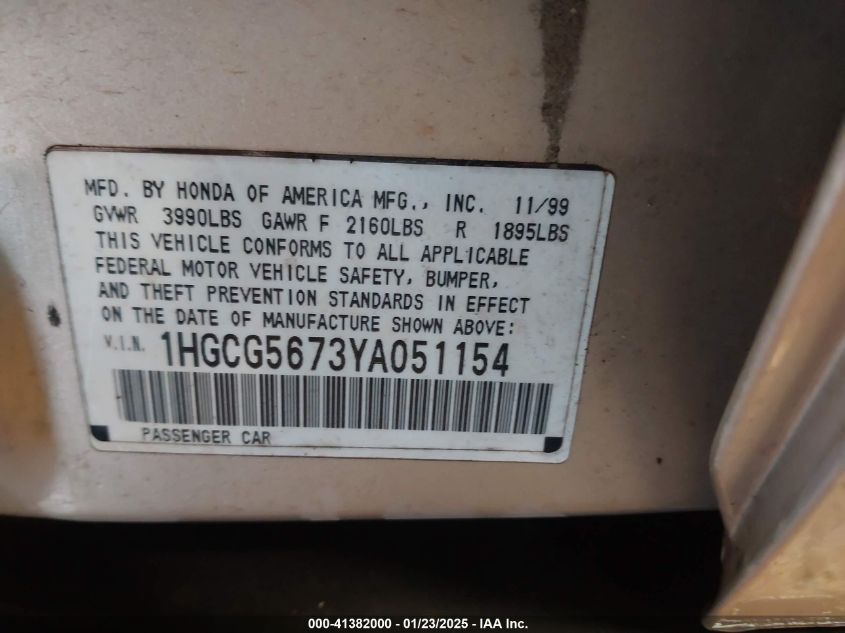 MFD. BY HONDA OF AMERICA MFG., INC. 11/99
GVWR 3990LBS GAWR F 2160LBS R 1895LBS
THIS VEHICLE CONFORMS TO ALL APPLICABLE
FEDERAL MOTOR VEHICLE SAFETY, BUMPER,
AND THEFT PREVENTION STANDARDS IN EFFECT
ON THE DATE OF MANUFACTURE SHOWN ABOVE:
V.I.N. 1HGCG5673YA051154
PASSENGER CAR
000-41382000 / 01/23/2025 - IAA Inc.